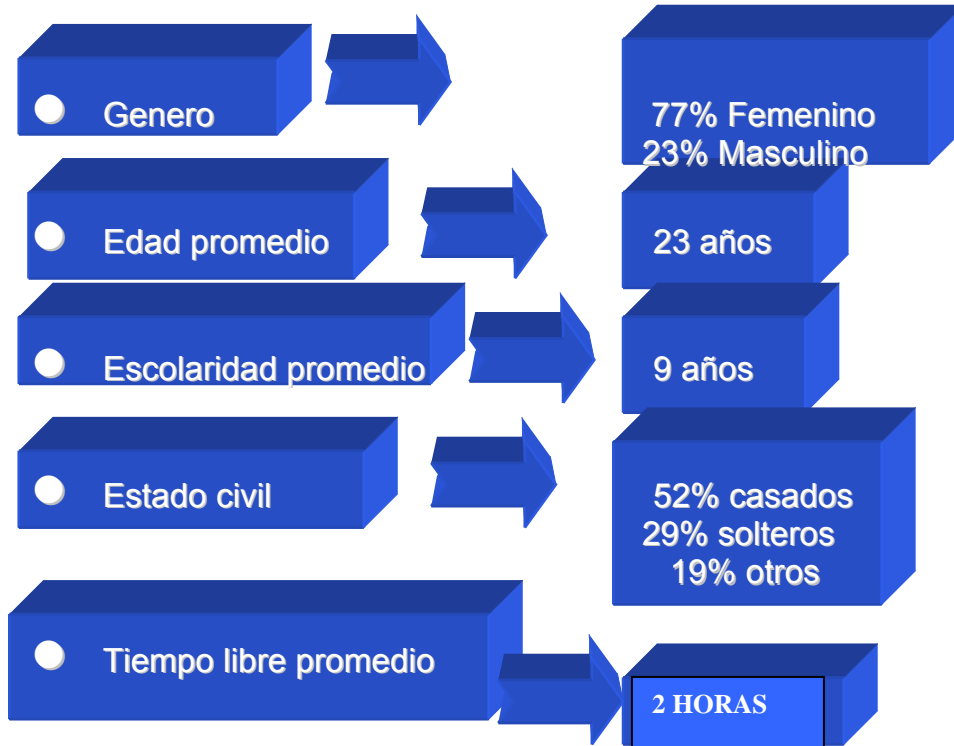 Genero
77% Femenino
23% Masculino
Edad promedio
23 años
Escolaridad promedio
9 años
Estado civil
52% casados
29% solteros
19% otros
Tiempo libre promedio
2 HORAS